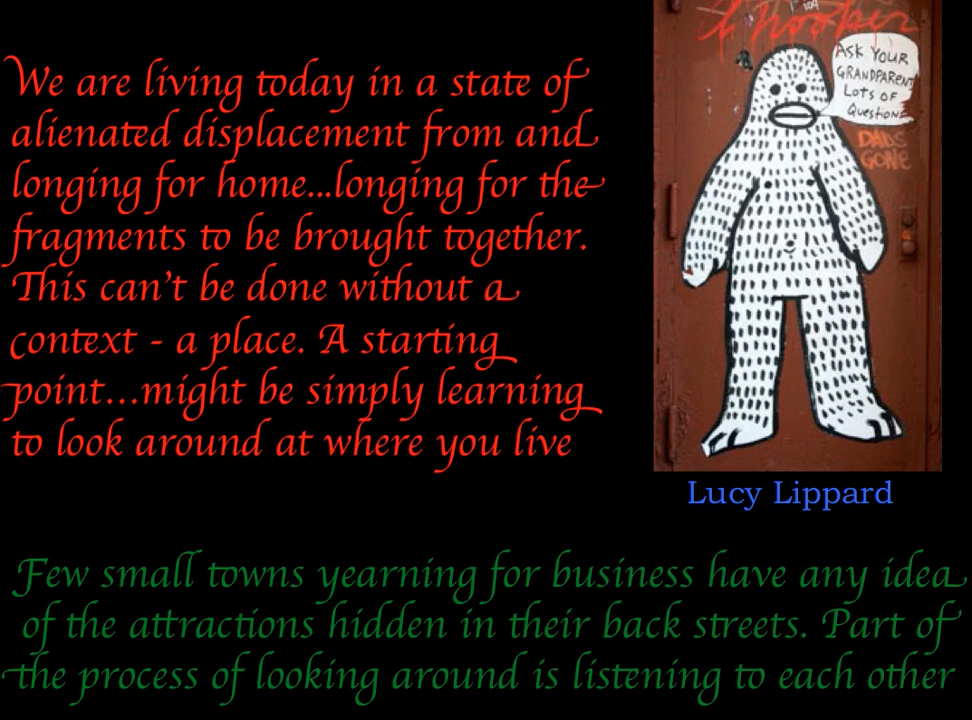 We are living today in a state of
alienated displacement from and
longing for home...longing for the
fragments to be brought together.
This can't be done without a
context - a place. A starting
point...might be simply learning
to look around at where you live
109
hooker
ASK YOUR
GRANDPARENT
LOTS OF
QUESTIONS
DADS
GONE
Lucy Lippard
Few small towns yearning for business have any idea
of the attractions hidden in their back streets. Part of
the process of looking around is listening to each other